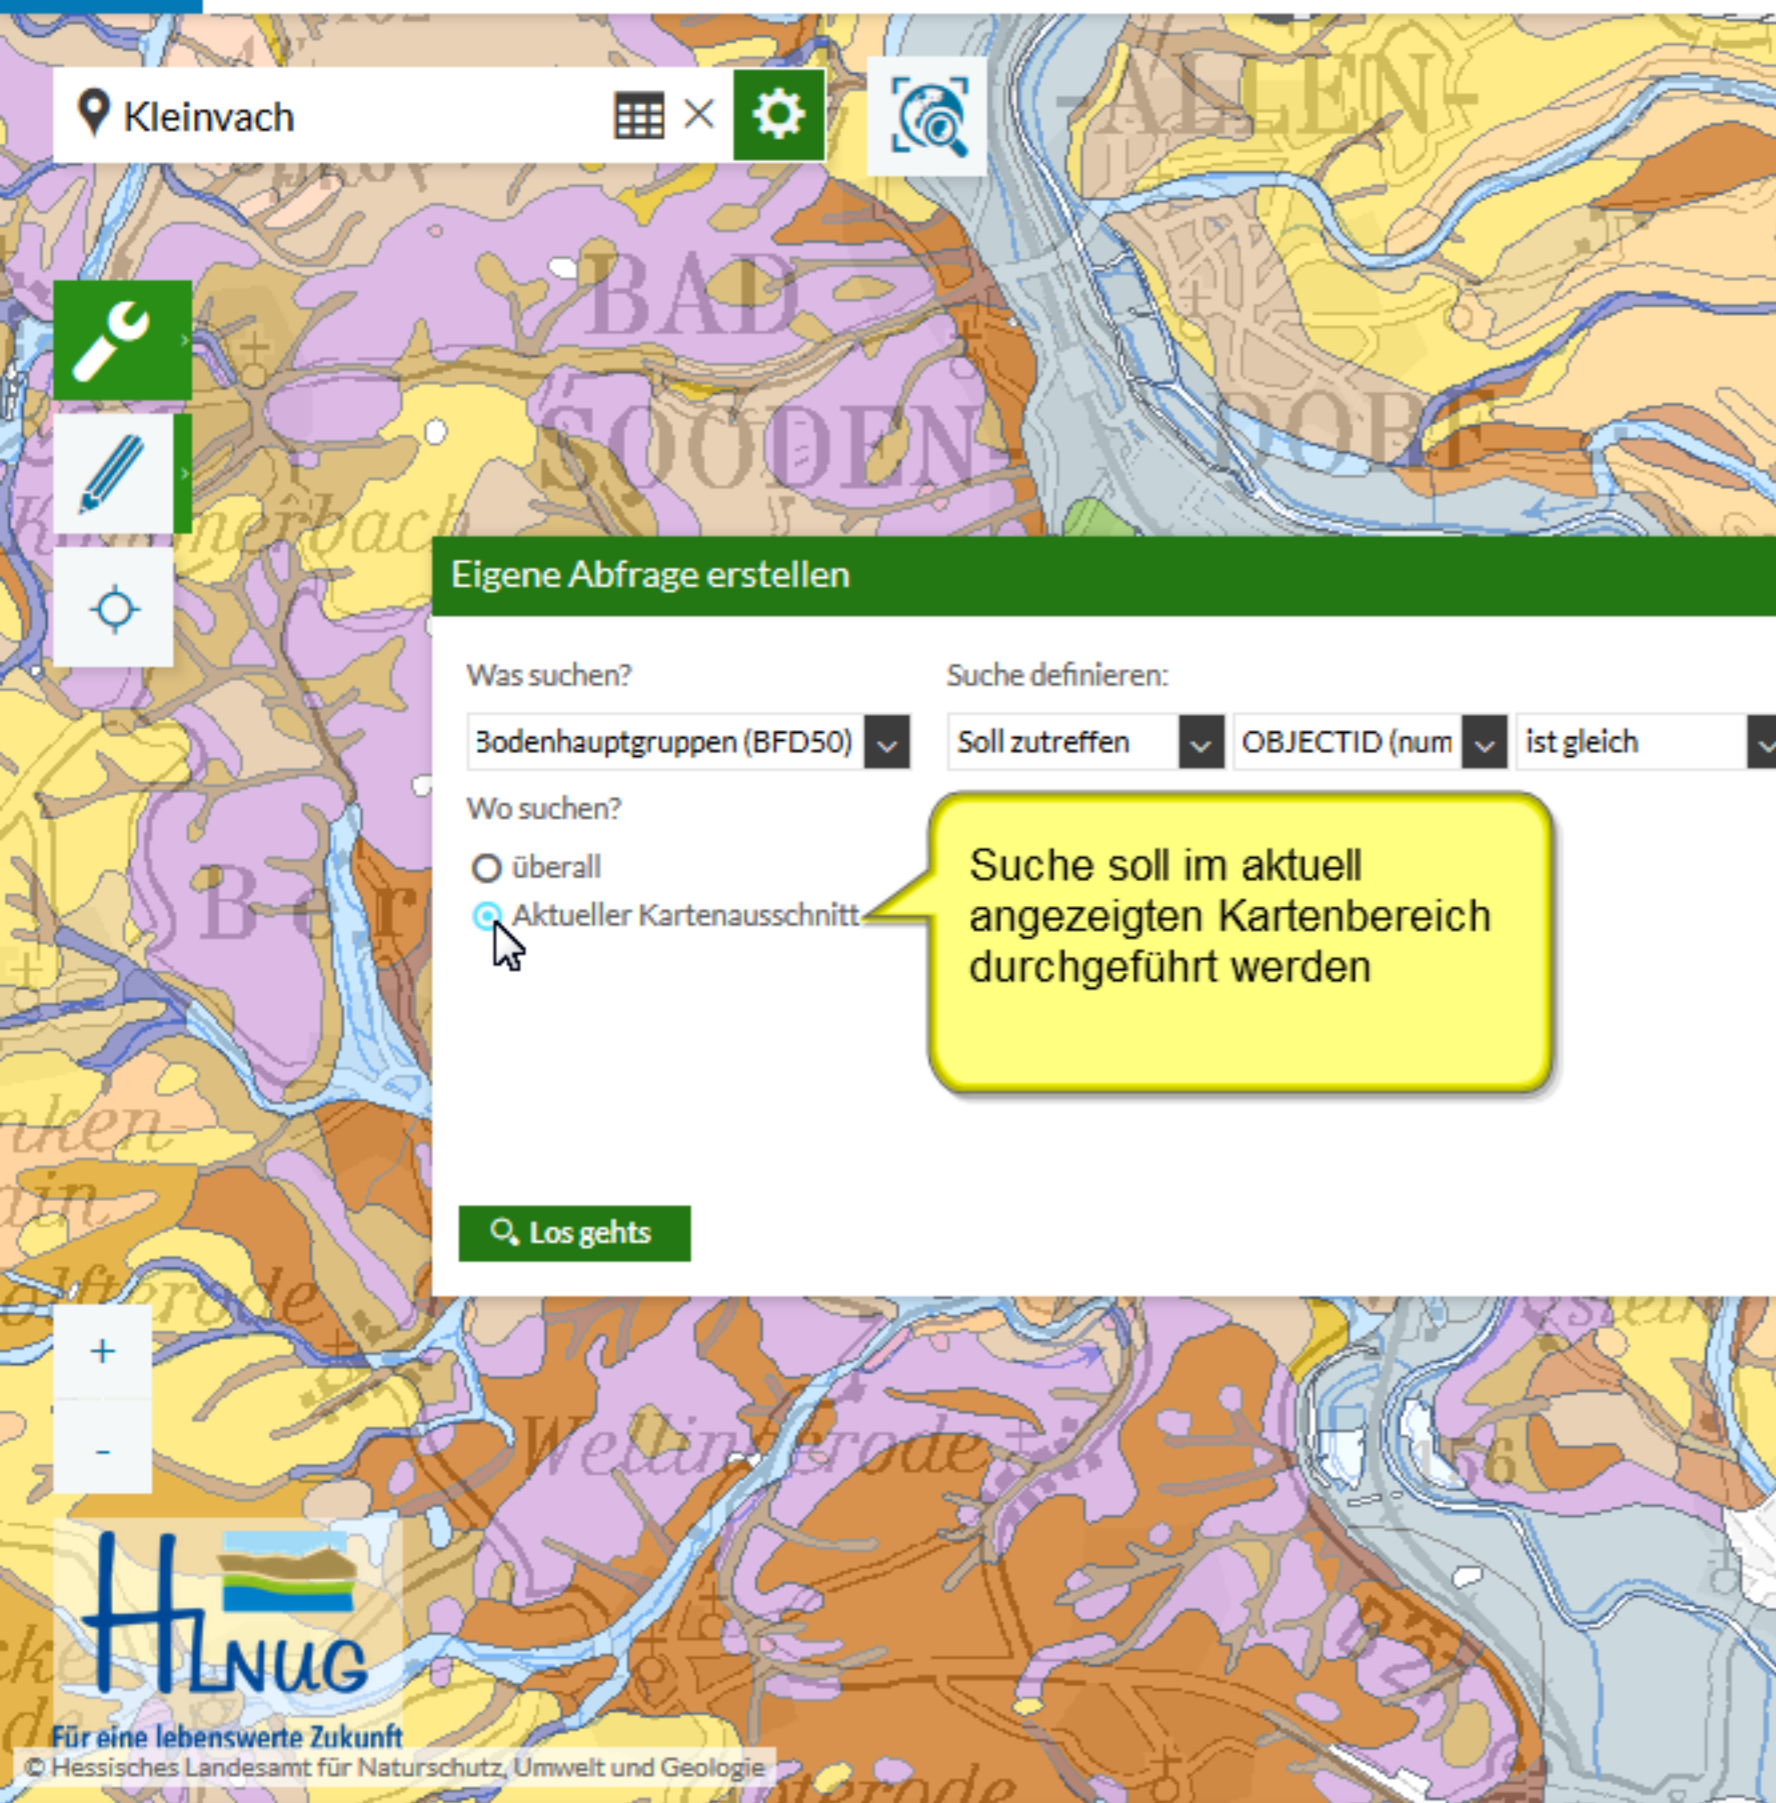 Kleinvach
ALLEN-
BAD
SOODEN-
DORF
Eigene Abfrage erstellen
Was suchen?
Suche definieren:
Bodenhauptgruppen (BFD50)
Soll zutreffen
OBJECTID (num
ist gleich
Wo suchen?
überall
Aktueller Kartenausschnitt
Suche soll im aktuell
angezeigten Kartenbereich
durchgeführt werden
Los gehts
+
-
Wellingerode
156
HLNUG
Für eine lebenswerte Zukunft
© Hessisches Landesamt für Naturschutz, Umwelt und Geologie